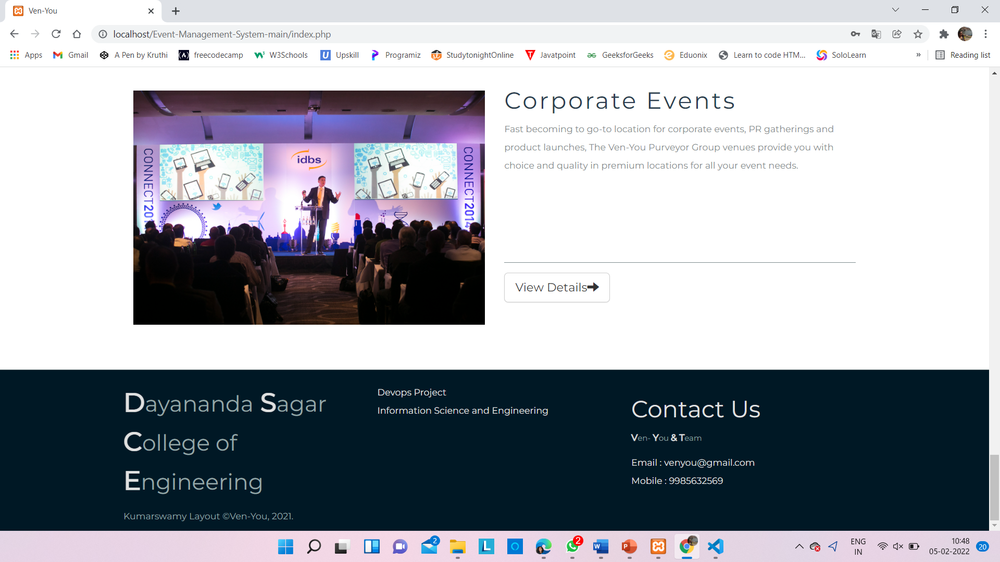 Ven-You
localhost/Event-Management-System-main/index.php
Apps
Gmail
A Pen by Kruthi
freecodecamp
W3Schools
Upskill
Programiz
StudytonightOnline
Javatpoint
GeeksforGeeks
Eduonix
Learn to code HTM...
SoloLearn
»
Reading list
CONNECT201
idbs
CONNECT2014
Corporate Events
Fast becoming to go-to location for corporate events, PR gatherings and
product launches, The Ven-You Purveyor Group venues provide you with
choice and quality in premium locations for all your event needs.
View Details
Dayananda Sagar
College of
Engineering
Kumarswamy Layout ©Ven-You, 2021.
Devops Project
Information Science and Engineering
Contact Us
Ven- You & Team
Email : venyou@gmail.com
Mobile : 9985632569
2
2
ENG
IN
10:48
05-02-2022
20